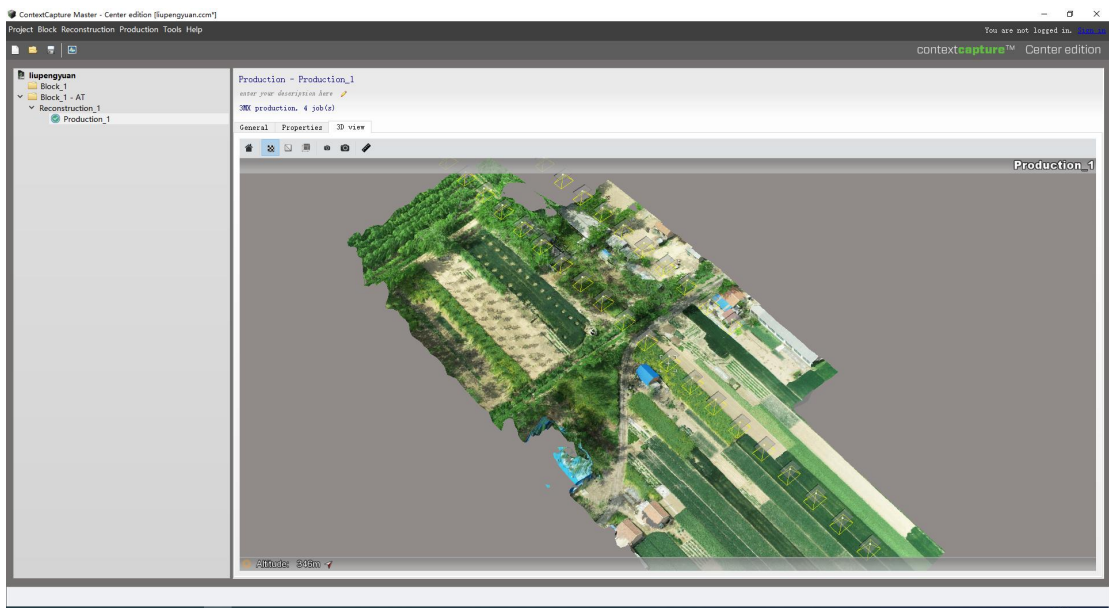 ContextCapture Master - Center edition [liupengyuan.ccm*]
Project Block Reconstruction Production Tools Help
You are not logged in. Sign in
contextcapture™ Center edition
liupengyuan
Block_1
Block_1 - AT
Reconstruction_1
Production_1
Production - Production_1
enter your description here
3MX production, 4 job(s)
General Properties 3D view
Production_1
Altitude: 346m